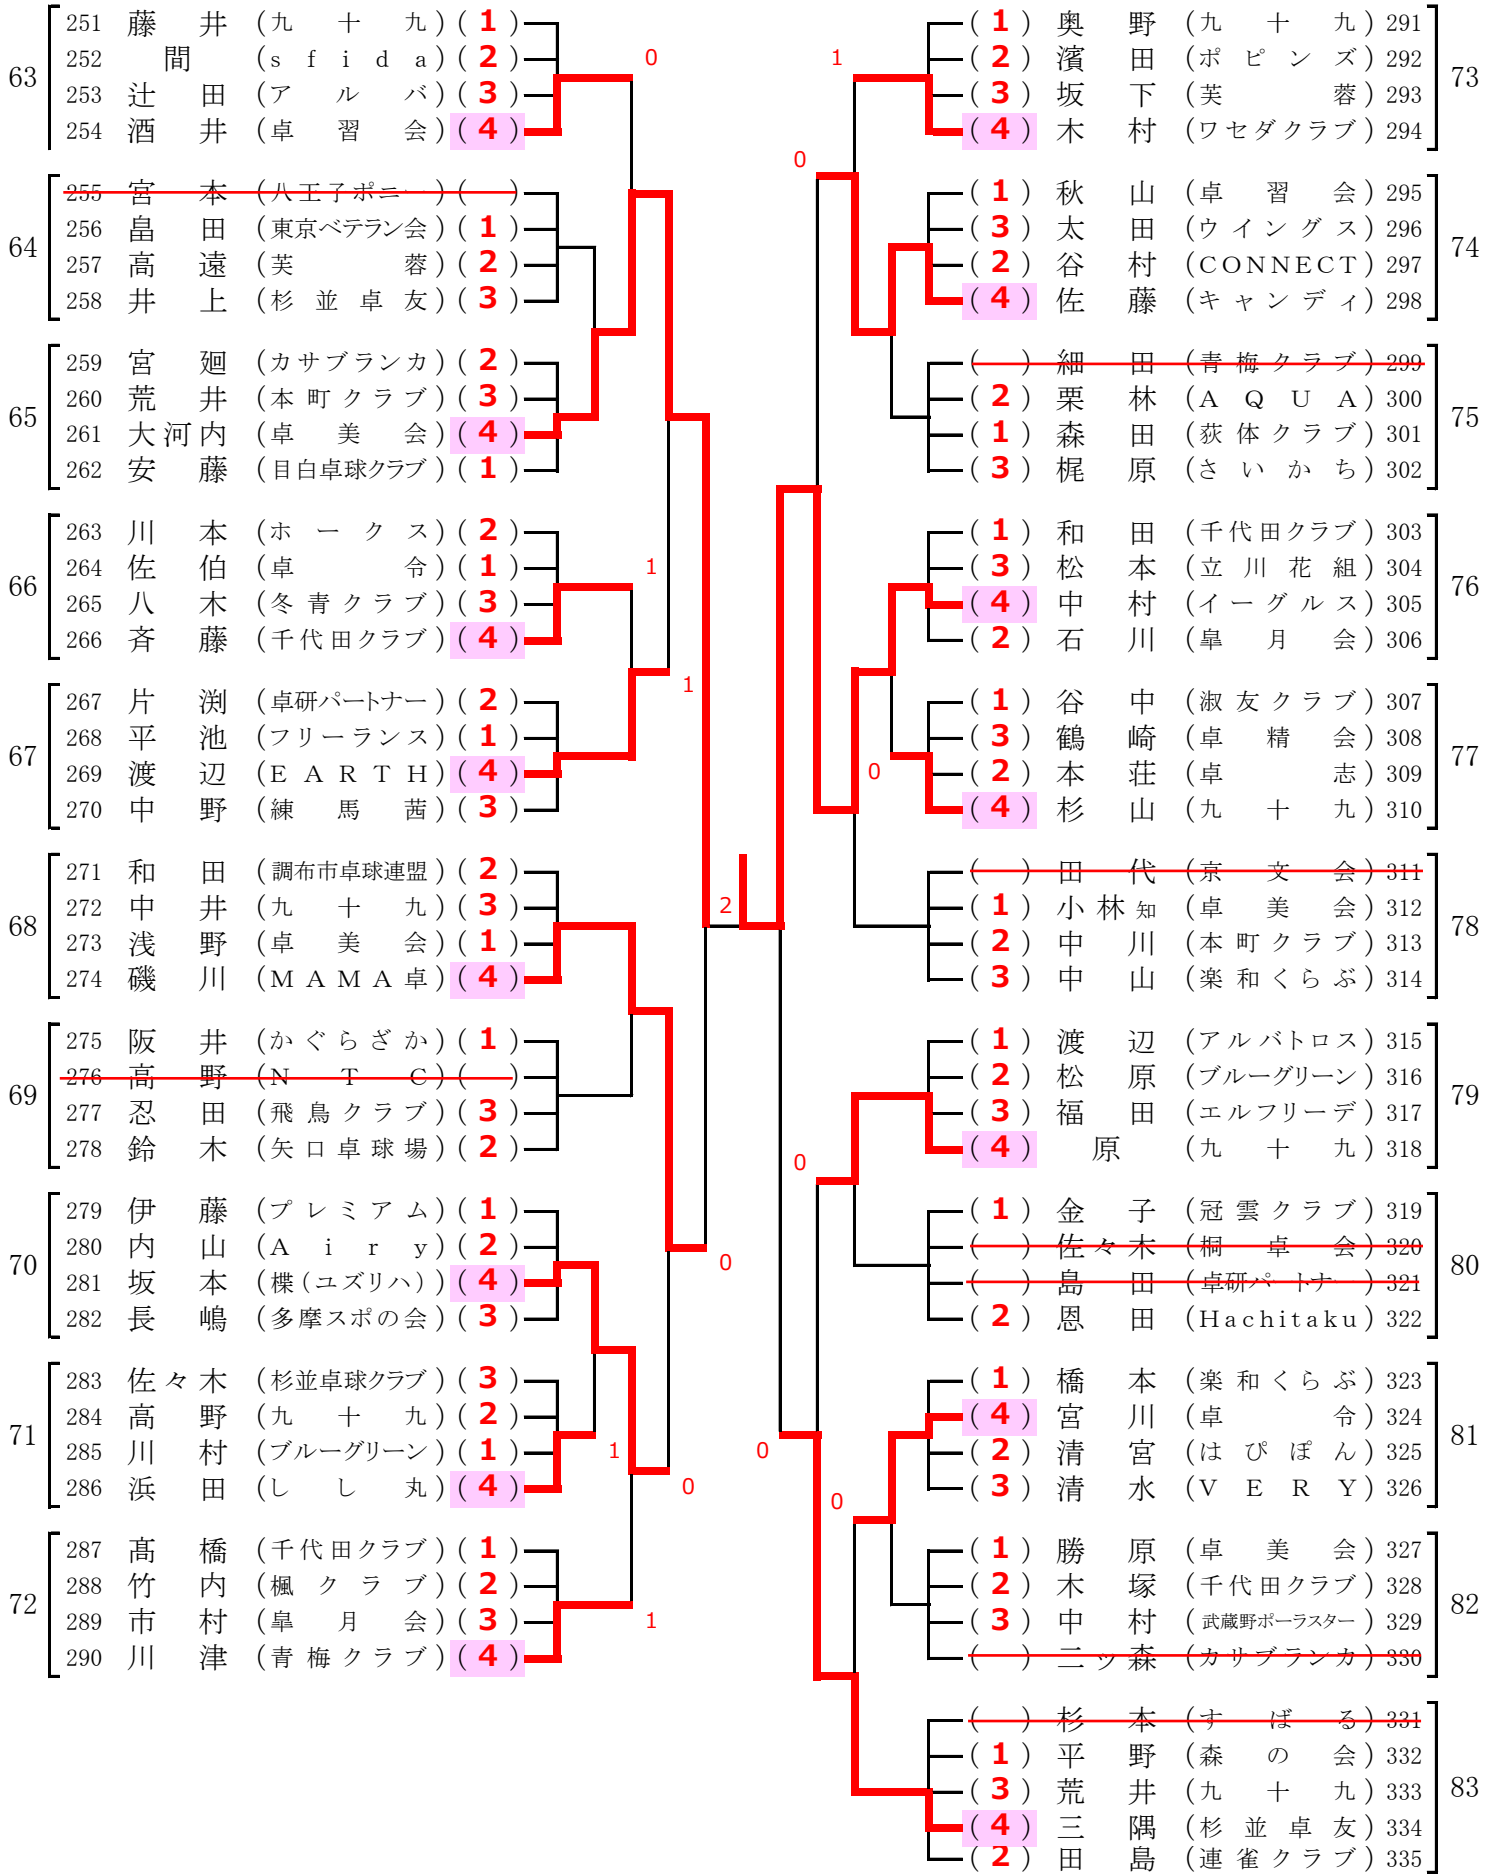 63
251 藤井 (九十九) (1)
252 間 (sfida) (2)
253 辻田 (アルバ) (3)
254 酒井 (卓習会) (4)
0
64
255 宮本 (八王子ポニー) ( )
256 畠田 (東京ベテラン会) (1)
257 高遠 (芙蓉) (2)
258 井上 (杉並卓友) (3)
65
259 宮廻 (カサブランカ) (2)
260 荒井 (本町クラブ) (3)
261 大河内 (卓美会) (4)
262 安藤 (目白卓球クラブ) (1)
66
263 川本 (ホークス) (2)
264 佐伯 (卓令) (1)
265 八木 (冬青クラブ) (3)
266 斉藤 (千代田クラブ) (4)
1
67
267 片渕 (卓研パートナー) (2)
268 平池 (フリーランス) (1)
269 渡辺 (EARTH) (4)
270 中野 (練馬茜) (3)
1
68
271 和田 (調布市卓球連盟) (2)
272 中井 (九十九) (3)
273 浅野 (卓美会) (1)
274 磯川 (MAMA卓) (4)
2
69
275 阪井 (かぐらざか) (1)
276 高野 (NTC) ( )
277 忍田 (飛鳥クラブ) (3)
278 鈴木 (矢口卓球場) (2)
70
279 伊藤 (プレミアム) (1)
280 内山 (Airy) (2)
281 坂本 (楪(ユズリハ)) (4)
282 長嶋 (多摩スポの会) (3)
0
71
283 佐々木 (杉並卓球クラブ) (3)
284 高野 (九十九) (2)
285 川村 (ブルーグリーン) (1)
286 浜田 (しし丸) (4)
1
0
72
287 髙橋 (千代田クラブ) (1)
288 竹内 (楓クラブ) (2)
289 市村 (皐月会) (3)
290 川津 (青梅クラブ) (4)
1
1
(1) 奥野 (九十九) 291
(2) 濱田 (ポピンズ) 292
(3) 坂下 (芙蓉) 293
(4) 木村 (ワセダクラブ) 294
73
0
(1) 秋山 (卓習会) 295
(3) 太田 (ウイングス) 296
(2) 谷村 (CONNECT) 297
(4) 佐藤 (キャンディ) 298
74
( ) 細田 (青梅クラブ) 299
(2) 栗林 (AQUA) 300
(1) 森田 (荻体クラブ) 301
(3) 梶原 (さいかち) 302
75
(1) 和田 (千代田クラブ) 303
(3) 松本 (立川花組) 304
(4) 中村 (イーグルス) 305
(2) 石川 (皐月会) 306
76
(1) 谷中 (淑友クラブ) 307
(3) 鶴崎 (卓精会) 308
(2) 本荘 (卓志) 309
(4) 杉山 (九十九) 310
77
0
( ) 田代 (京文会) 311
(1) 小林知 (卓美会) 312
(2) 中川 (本町クラブ) 313
(3) 中山 (楽和くらぶ) 314
78
(1) 渡辺 (アルバトロス) 315
(2) 松原 (ブルーグリーン) 316
(3) 福田 (エルフリーデ) 317
(4) 原 (九十九) 318
79
0
(1) 金子 (冠雲クラブ) 319
( ) 佐々木 (桐卓会) 320
( ) 島田 (卓研パートナー) 321
(2) 恩田 (Hachitaku) 322
80
(1) 橋本 (楽和くらぶ) 323
(4) 宮川 (卓令) 324
(2) 清宮 (はぴぽん) 325
(3) 清水 (VERY) 326
81
0
0
(1) 勝原 (卓美会) 327
(2) 木塚 (千代田クラブ) 328
(3) 中村 (武蔵野ポーラスター) 329
( ) 二ッ森 (カサブランカ) 330
82
( ) 杉本 (すばる) 331
(1) 平野 (森の会) 332
(3) 荒井 (九十九) 333
(4) 三隅 (杉並卓友) 334
(2) 田島 (連雀クラブ) 335
83